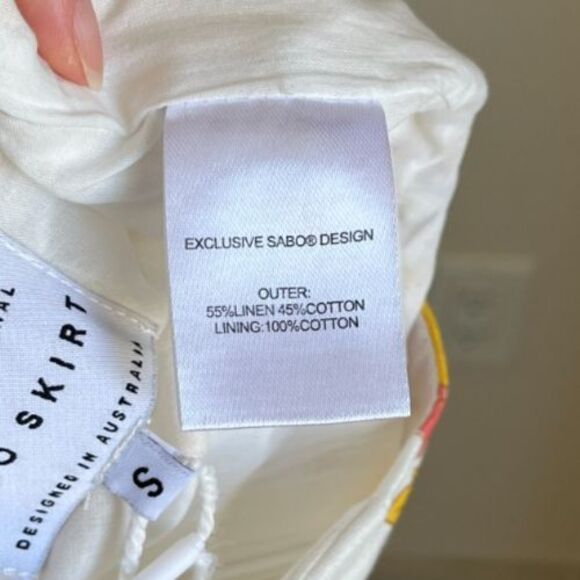 EXCLUSIVE SABO® DESIGN
OUTER:
55%LINEN 45%COTTON
LINING:100%COTTON
O SKIRT
DESIGNED IN AUSTRALIA
S